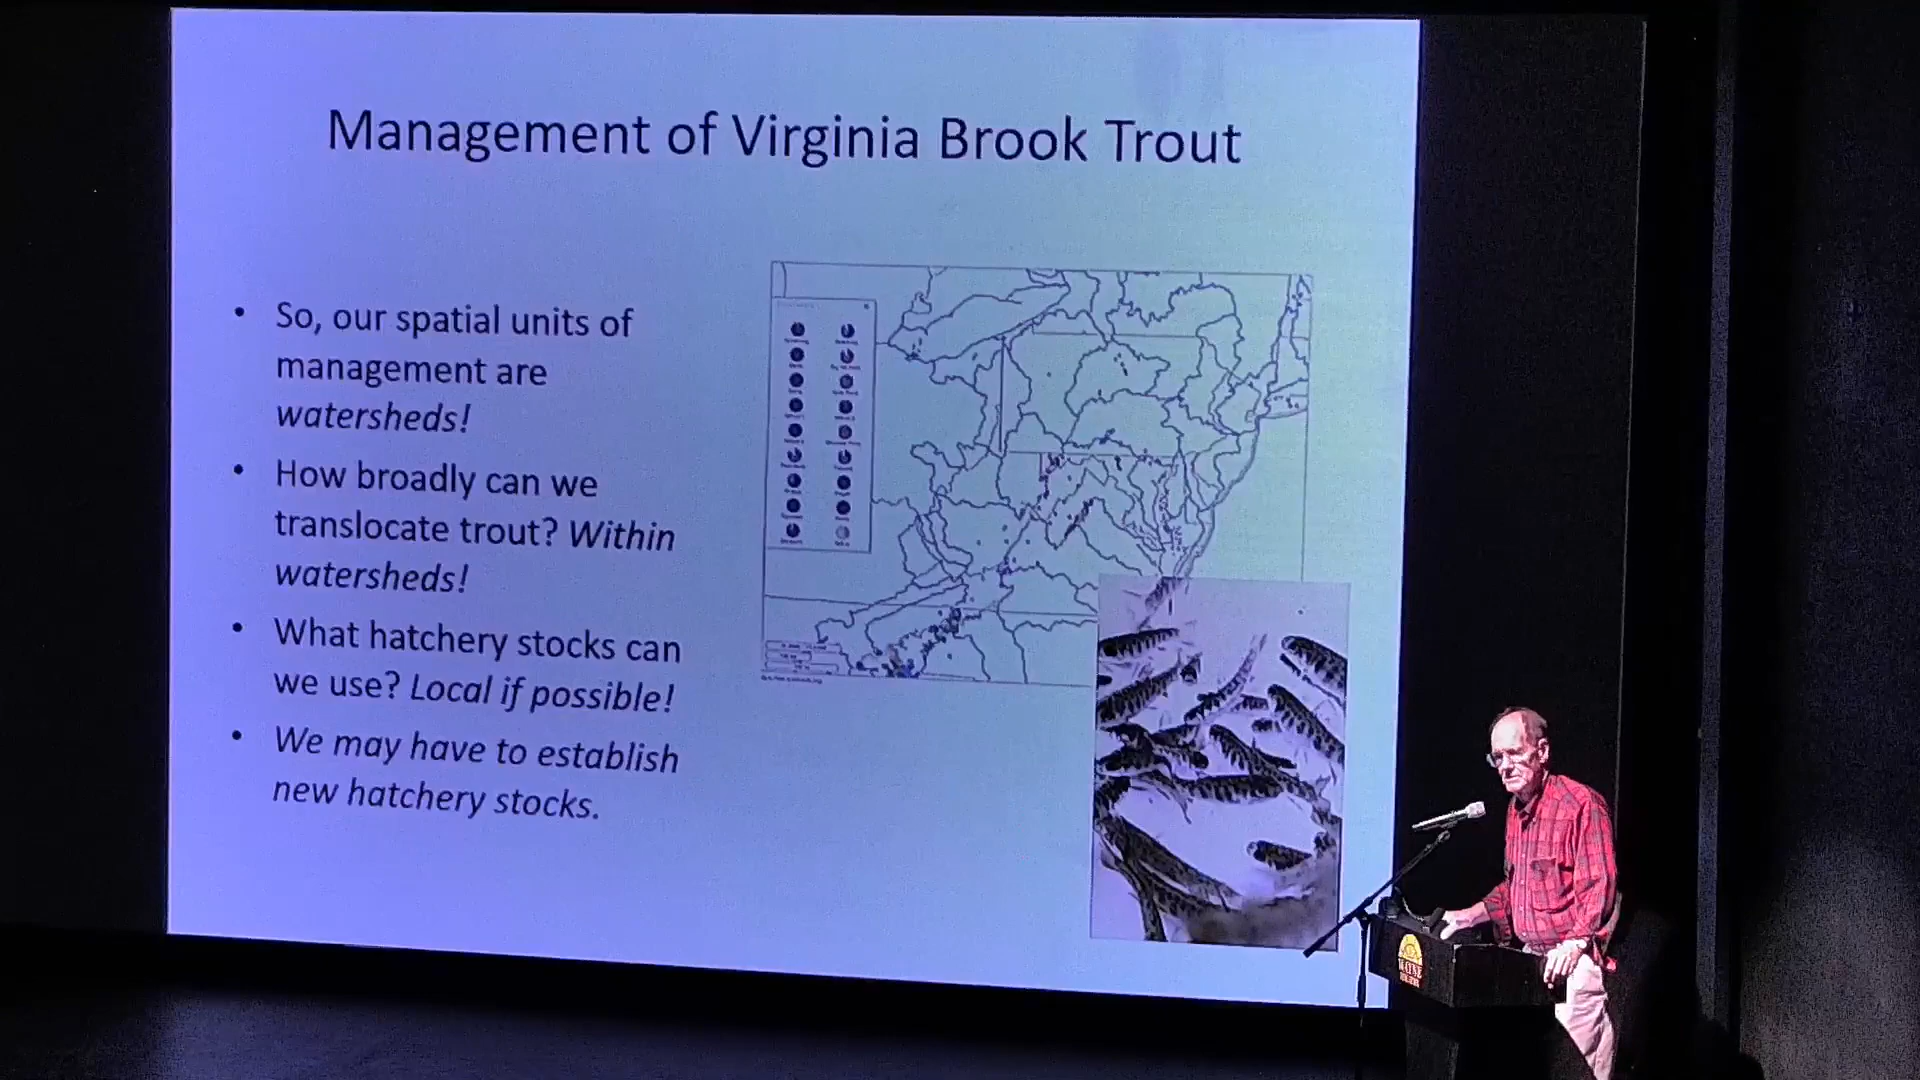 Management of Virginia Brook Trout
• So, our spatial units of
management are
watersheds!
• How broadly can we
translocate trout? Within
watersheds!
• What hatchery stocks can
we use? Local if possible!
• We may have to establish
new hatchery stocks.
WAYNE